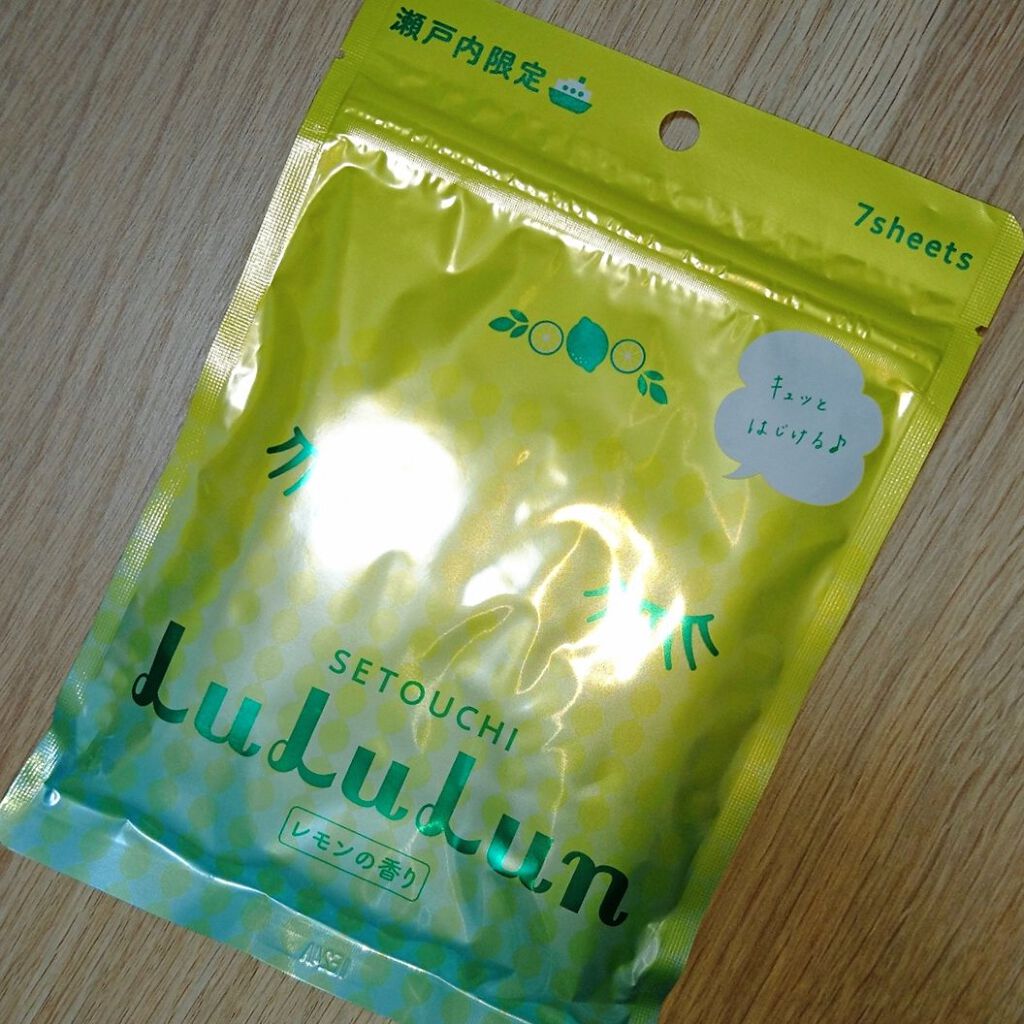 瀬戸内限定
7sheets
キュッと
はじける♪
SETOUCHI
LuLuLun
レモンの香り